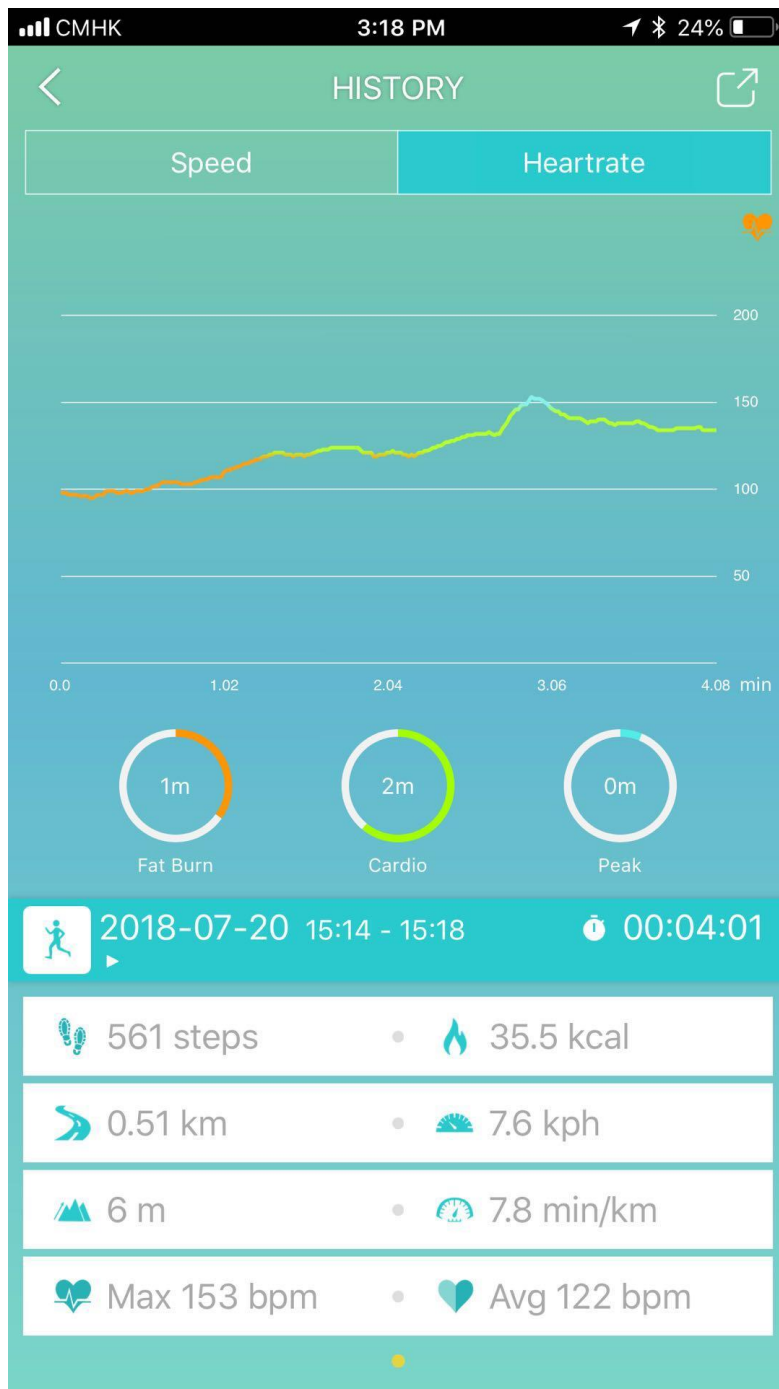 CMHK 3:18 PM 24%
HISTORY
Speed Heartrate
200
150
100
50
0.0 1.02 2.04 3.06 4.08 min
1m 2m 0m
Fat Burn Cardio Peak
2018-07-20 15:14 - 15:18 00:04:01
561 steps 35.5 kcal
0.51 km 7.6 kph
6 m 7.8 min/km
Max 153 bpm Avg 122 bpm